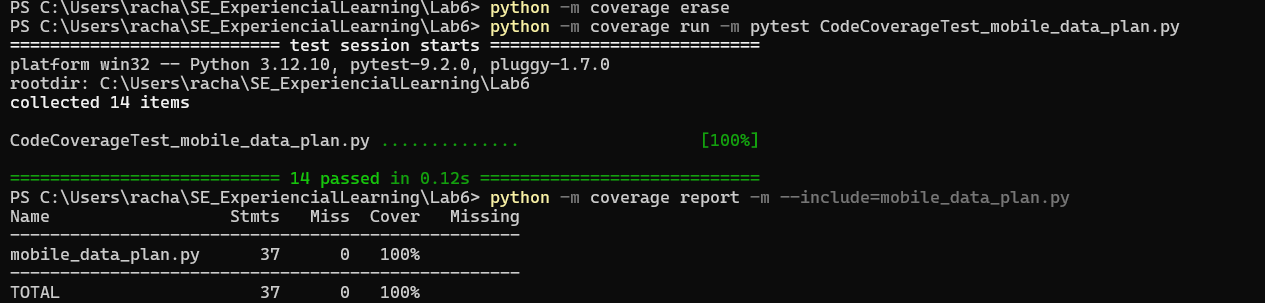 PS C:\Users\racha\SE_ExperiencialLearning\Lab6> python -m coverage erase
PS C:\Users\racha\SE_ExperiencialLearning\Lab6> python -m coverage run -m pytest CodeCoverageTest_mobile_data_plan.py
=========================== test session starts ===========================
platform win32 -- Python 3.12.10, pytest-9.2.0, pluggy-1.7.0
rootdir: C:\Users\racha\SE_ExperiencialLearning\Lab6
collected 14 items
CodeCoverageTest_mobile_data_plan.py ..............                  [100%]
=========================== 14 passed in 0.12s ============================
PS C:\Users\racha\SE_ExperiencialLearning\Lab6> python -m coverage report -m --include=mobile_data_plan.py
Name                  Stmts   Miss  Cover   Missing
---------------------------------------------------
mobile_data_plan.py      37      0   100%
---------------------------------------------------
TOTAL                    37      0   100%